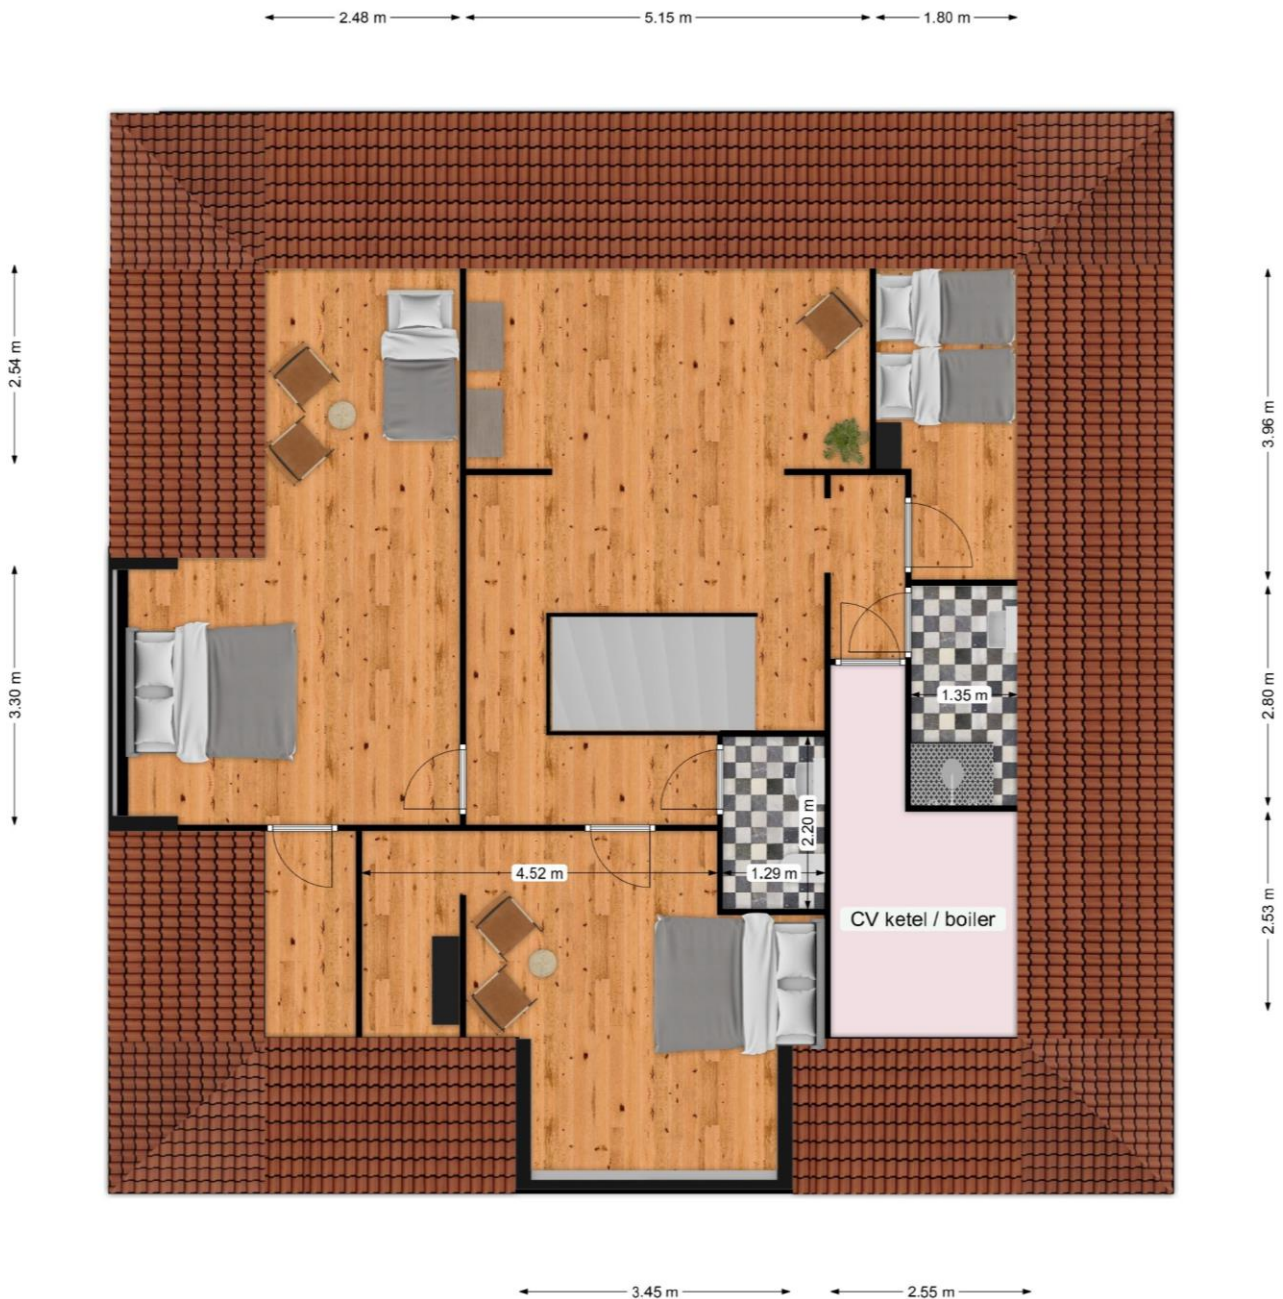 2.48 m
5.15 m
1.80 m
2.54 m
3.96 m
3.30 m
2.80 m
1.35 m
2.20 m
4.52 m
1.29 m
CV ketel / boiler
2.53 m
3.45 m
2.55 m